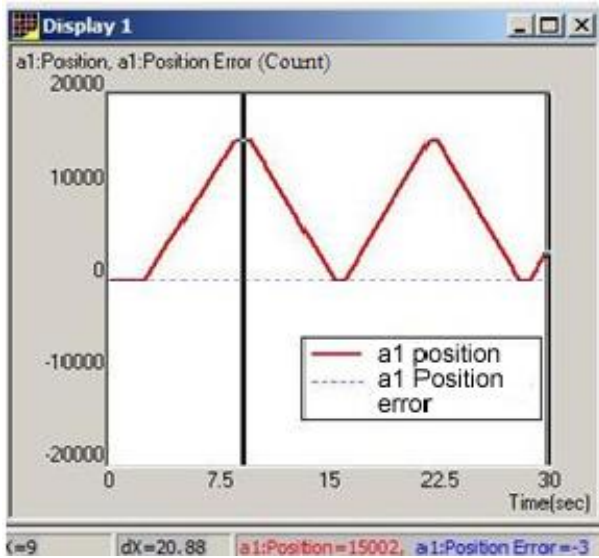 Display 1
a1:Position, a1:Position Error (Count)
20000
10000
0
-10000
-20000
a1 position
a1 Position
error
0 7.5 15 22.5 30
Time(sec)
X=9 dX=20.88 a1:Position=15002, a1:Position Error=-3